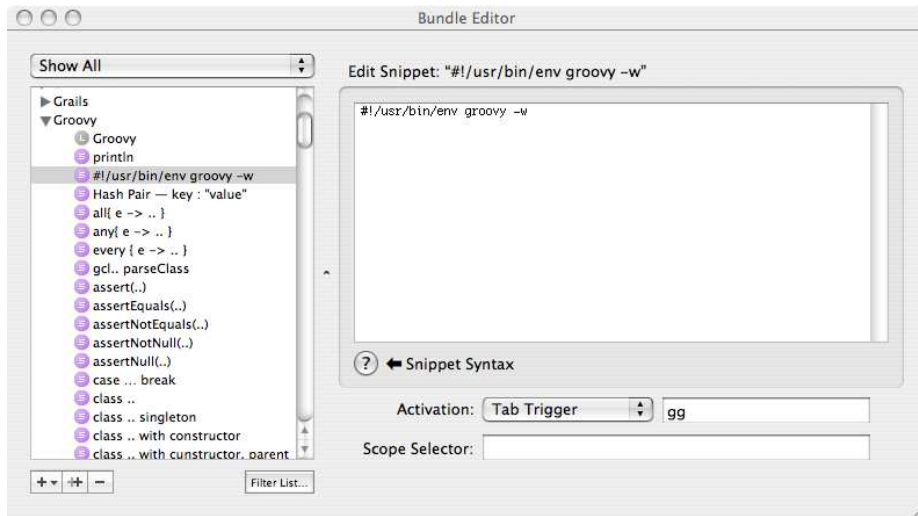 Bundle Editor
Show All
Grails
Groovy
L Groovy
S println
S #!/usr/bin/env groovy -w
S Hash Pair — key : "value"
S all{ e -> .. }
S any{ e -> .. }
S every { e -> .. }
S gcl.. parseClass
S assert(..)
S assertEquals(..)
S assertNotEquals(..)
S assertNotNull(..)
S assertNull(..)
S case ... break
S class ..
S class .. singleton
S class .. with constructor
S class .. with cunstructor, parent
+ ++ −
Filter List...
Edit Snippet: "#!/usr/bin/env groovy -w"
#!/usr/bin/env groovy -w
? Snippet Syntax
Activation: Tab Trigger gg
Scope Selector: